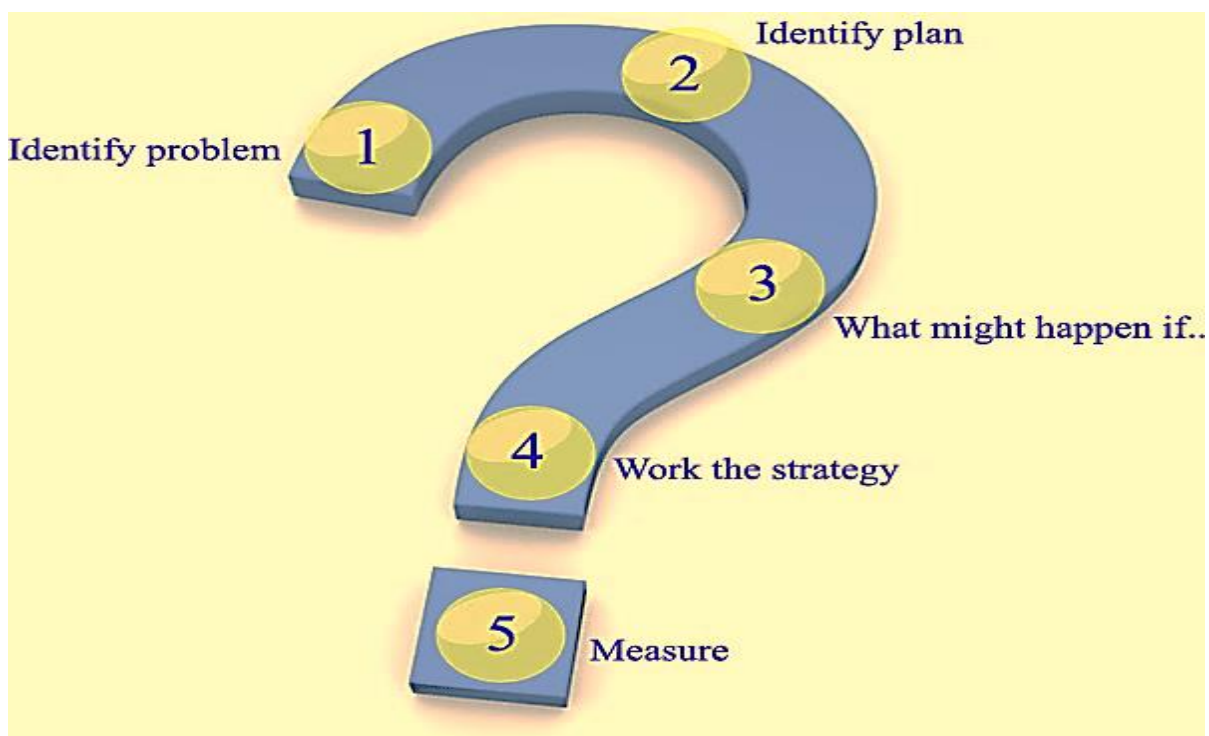 1
Identify problem
2
Identify plan
3
What might happen if..
4
Work the strategy
5
Measure